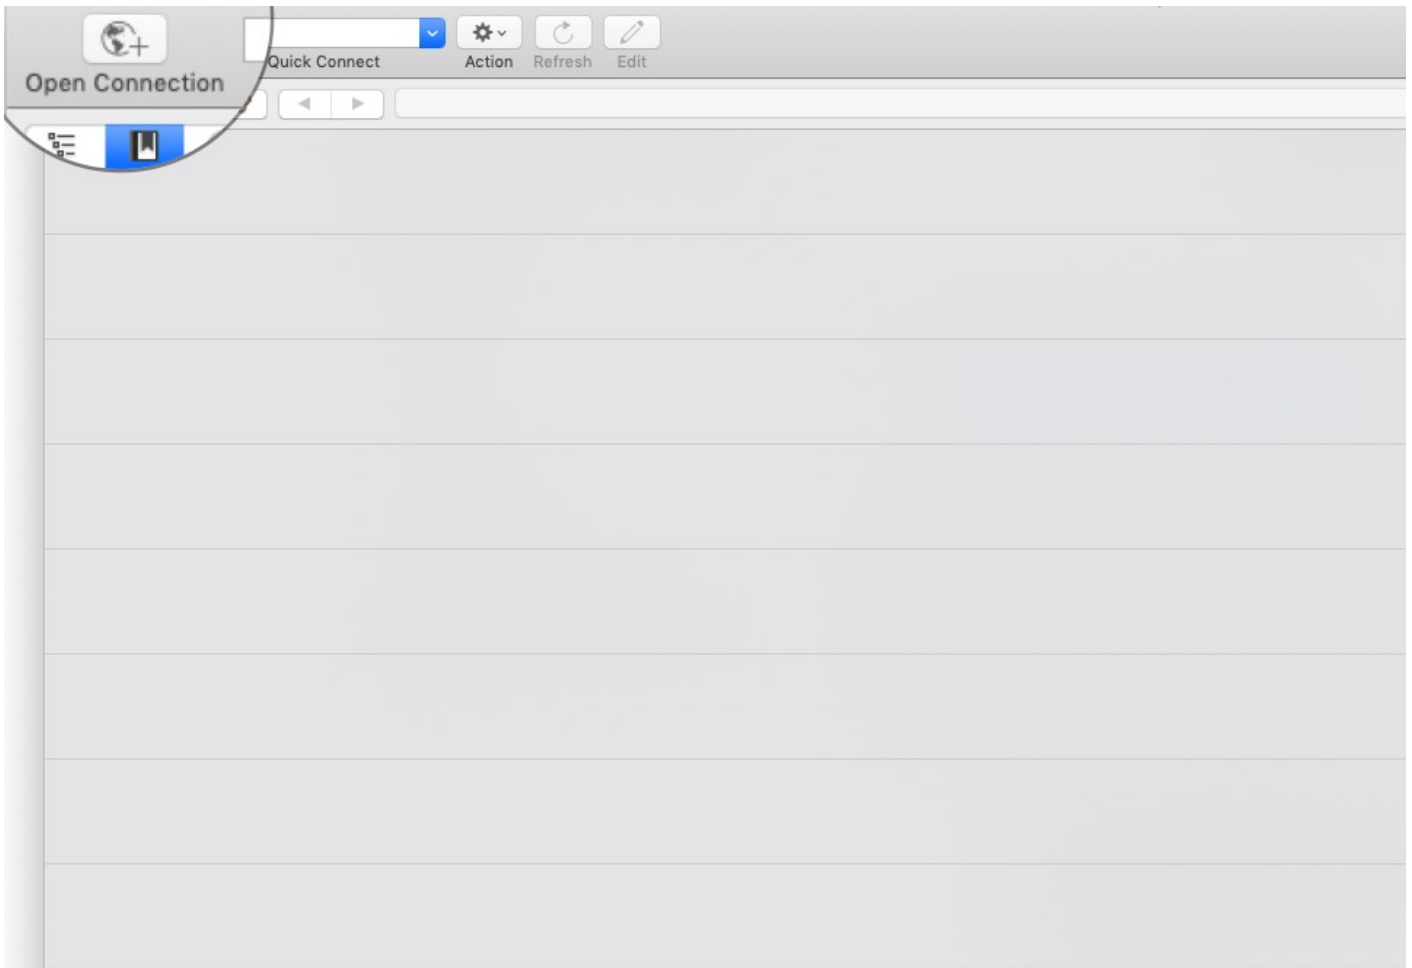 Open Connection
Quick Connect
Action
Refresh
Edit